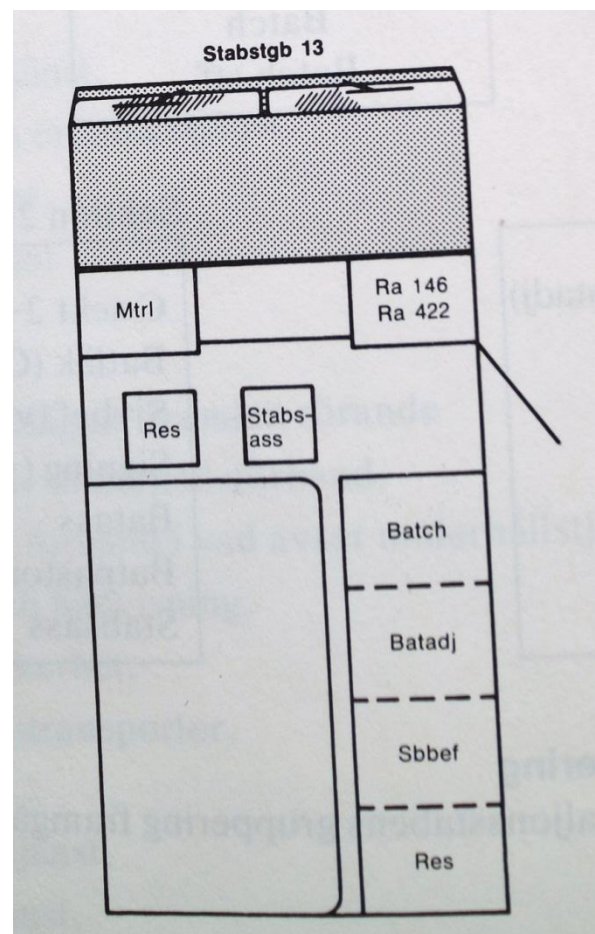 Stabstgb 13
Mtrl
Ra 146
Ra 422
Res
Stabs-
ass
Batch
Batadj
Sbbef
Res